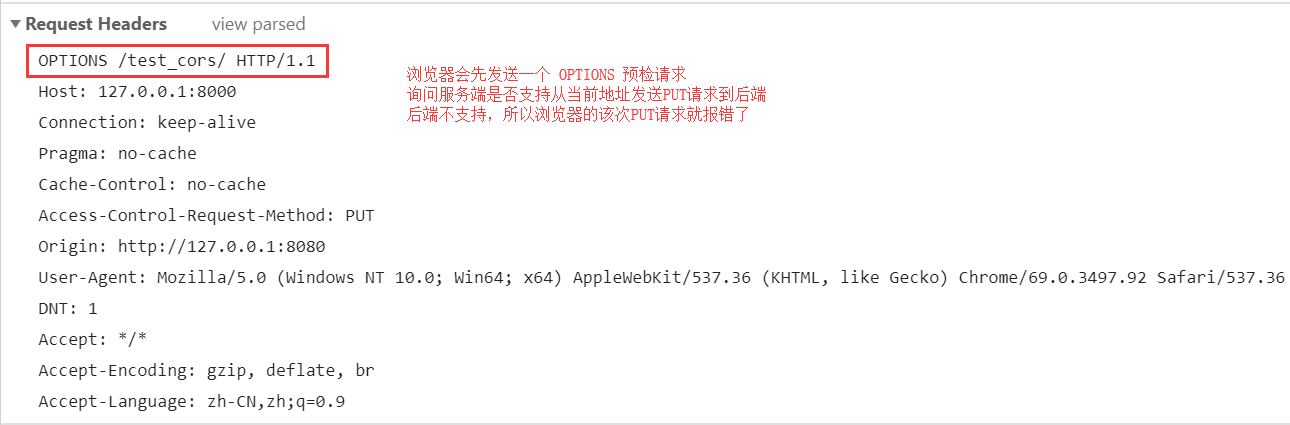 Request Headers view parsed
OPTIONS /test_cors/ HTTP/1.1
浏览器会先发送一个 OPTIONS 预检请求
询问服务端是否支持从当前地址发送PUT请求到后端
后端不支持，所以浏览器的该次PUT请求就报错了
Host: 127.0.0.1:8000
Connection: keep-alive
Pragma: no-cache
Cache-Control: no-cache
Access-Control-Request-Method: PUT
Origin: http://127.0.0.1:8080
User-Agent: Mozilla/5.0 (Windows NT 10.0; Win64; x64) AppleWebKit/537.36 (KHTML, like Gecko) Chrome/69.0.3497.92 Safari/537.36
DNT: 1
Accept: */*
Accept-Encoding: gzip, deflate, br
Accept-Language: zh-CN,zh;q=0.9